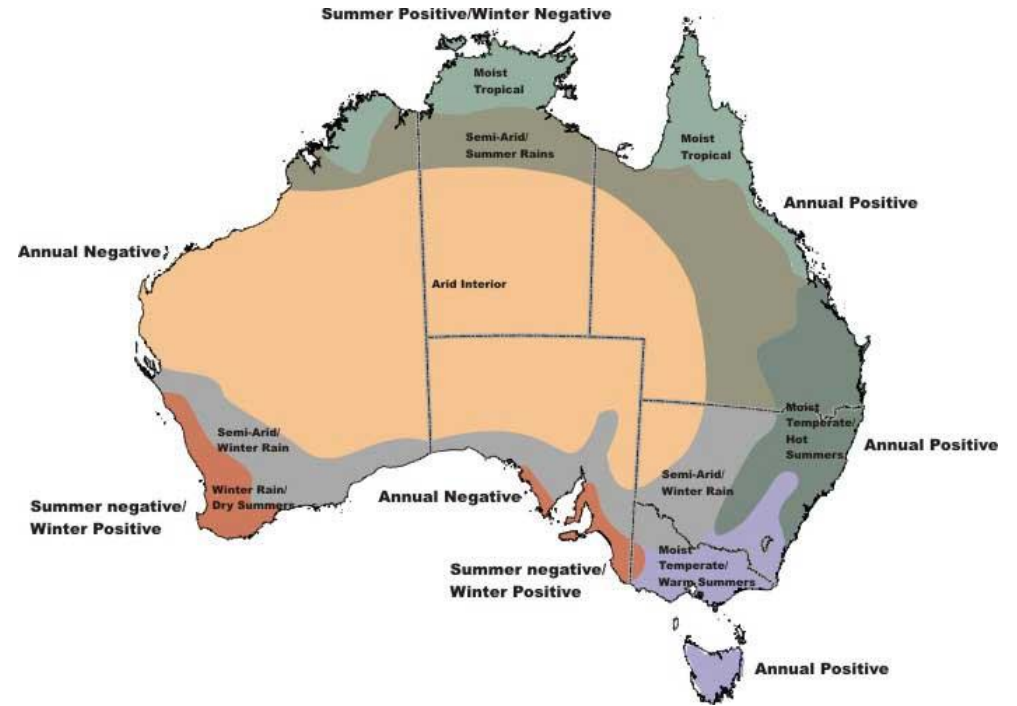 Summer Positive/Winter Negative
Moist
Tropical
Semi-Arid/
Summer Rains
Moist
Tropical
Annual Positive
Annual Negative
Arid Interior
Moist
Temperate/
Hot
Summers
Semi-Arid/
Winter Rain
Annual Positive
Semi-Arid/
Winter Rain
Winter Rain/
Dry Summers
Annual Negative
Summer negative/
Winter Positive
Moist
Temperate/
Warm Summers
Summer negative/
Winter Positive
Annual Positive